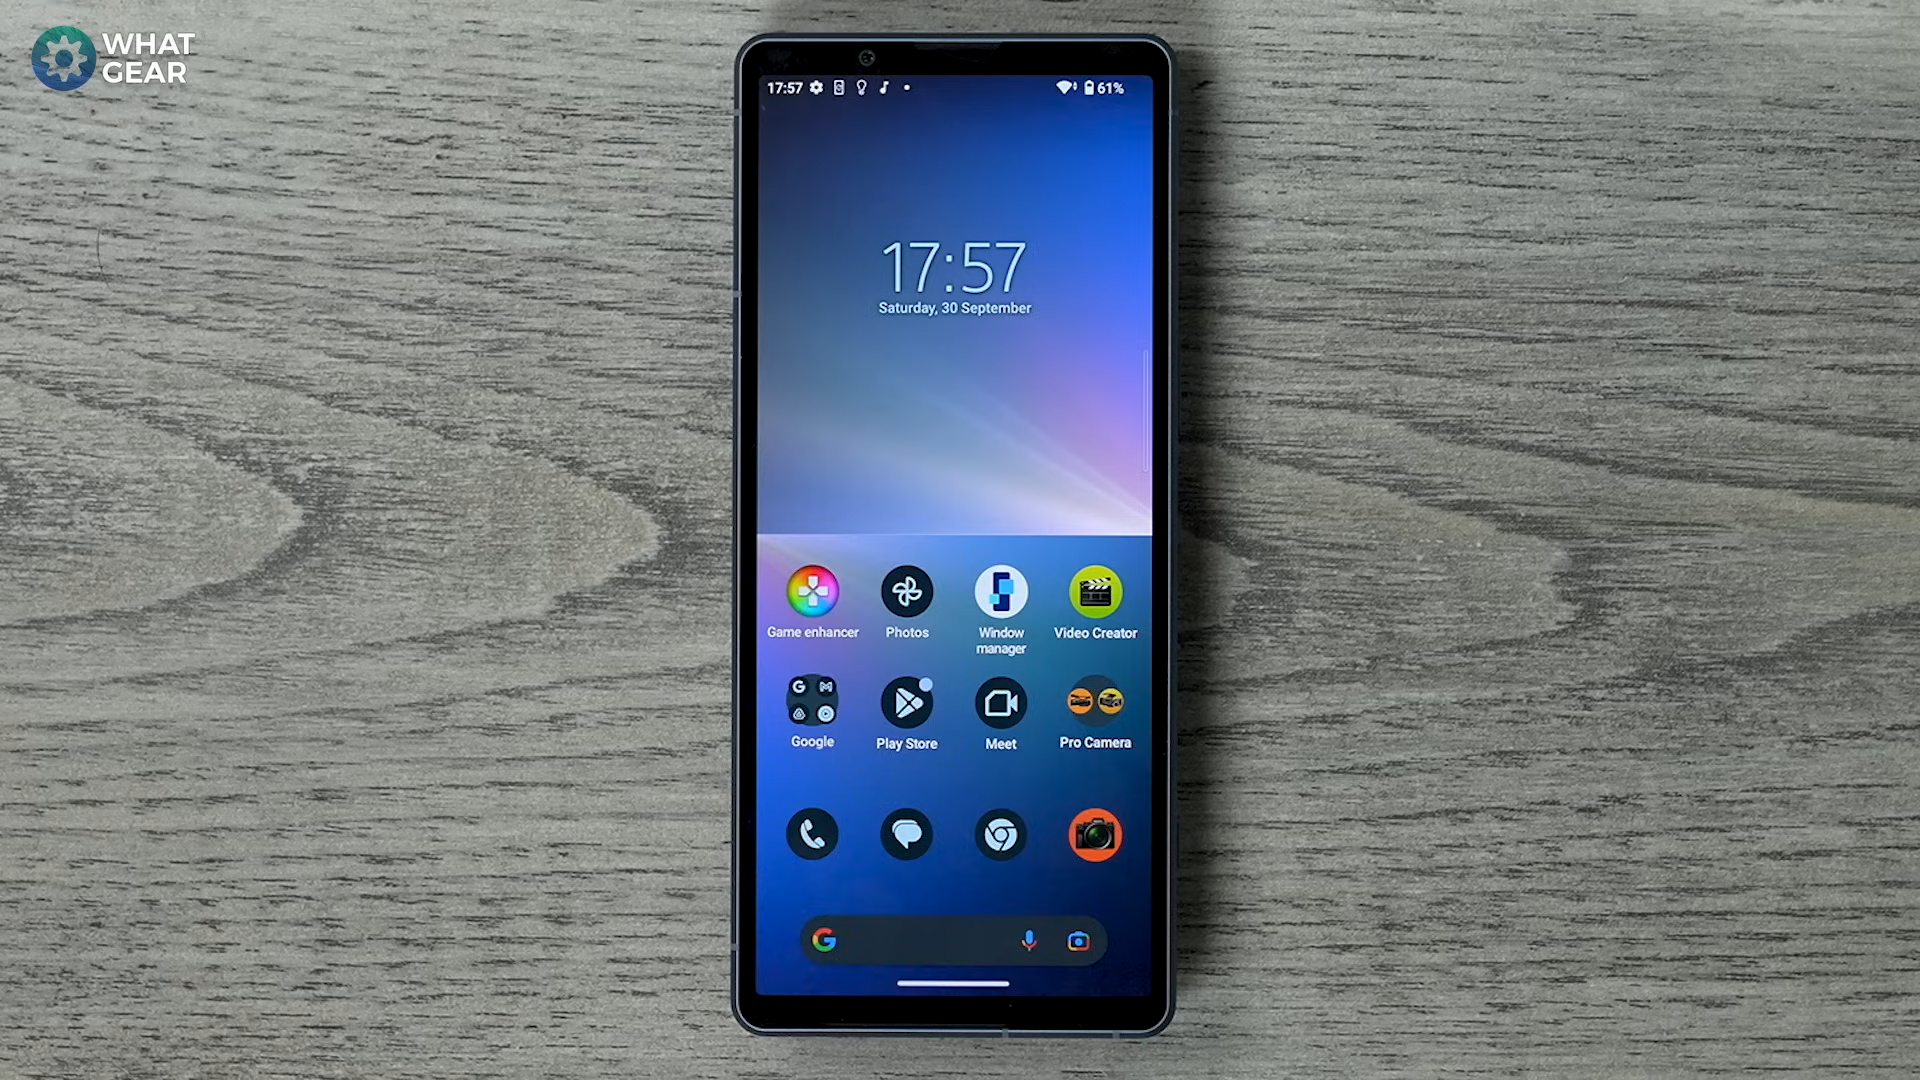 WHAT
GEAR
17:57
61%
17:57
Saturday, 30 September
Game enhancer
Photos
Window
manager
Video Creator
Google
Play Store
Meet
Pro Camera